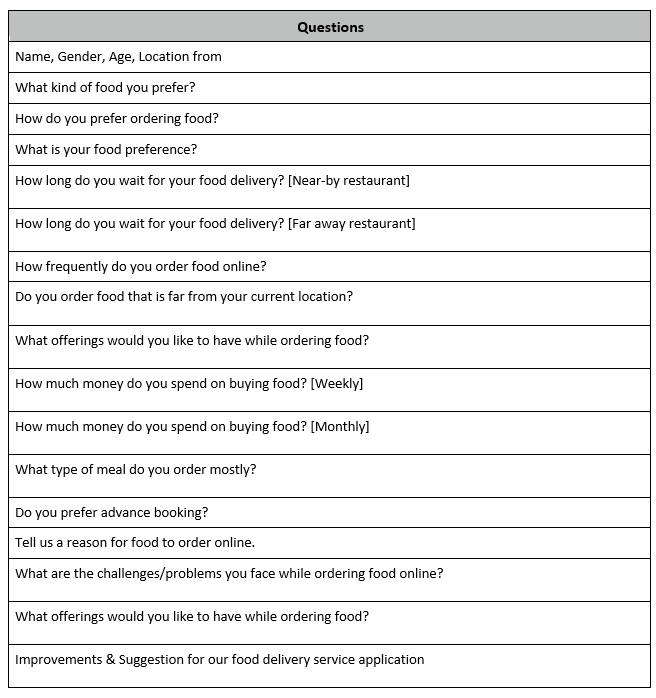 Questions
Name, Gender, Age, Location from
What kind of food you prefer?
How do you prefer ordering food?
What is your food preference?
How long do you wait for your food delivery? [Near-by restaurant]
How long do you wait for your food delivery? [Far away restaurant]
How frequently do you order food online?
Do you order food that is far from your current location?
What offerings would you like to have while ordering food?
How much money do you spend on buying food? [Weekly]
How much money do you spend on buying food? [Monthly]
What type of meal do you order mostly?
Do you prefer advance booking?
Tell us a reason for food to order online.
What are the challenges/problems you face while ordering food online?
What offerings would you like to have while ordering food?
Improvements & Suggestion for our food delivery service application